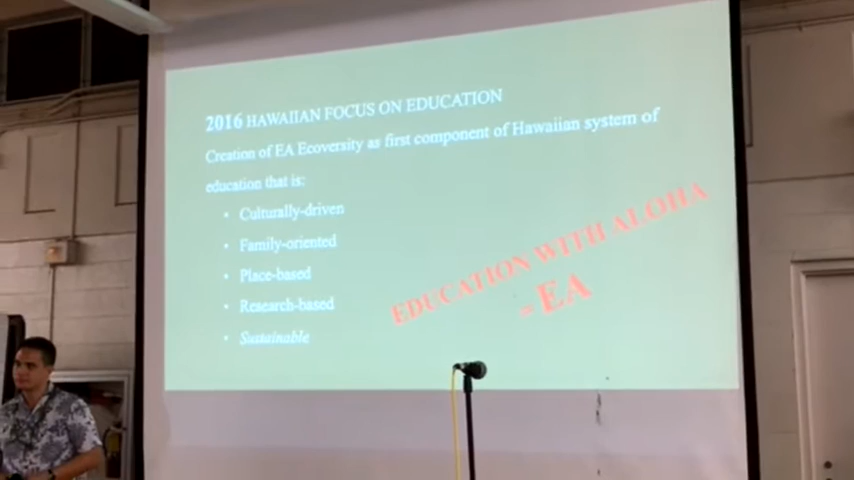 2016 HAWAIIAN FOCUS ON EDUCATION
Creation of EA Ecoversity as first component of Hawaiian system of
education that is:
• Culturally-driven
• Family-oriented
• Place-based
• Research-based
• Sustainable
EDUCATION WITH ALOHA
= EA